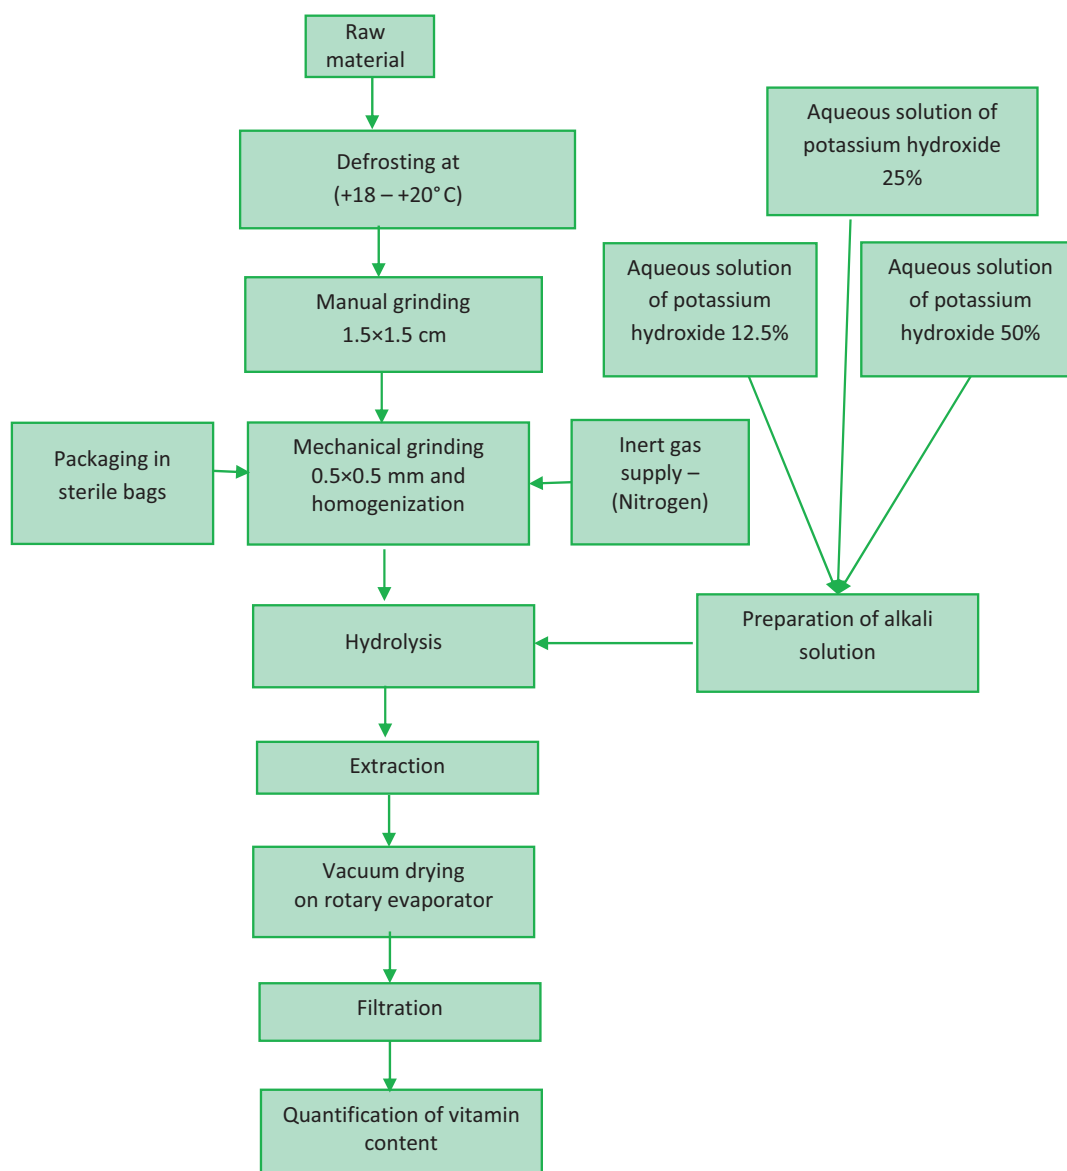 Raw
material
Aqueous solution of
potassium hydroxide
25%
Defrosting at
(+18 – +20°C)
Aqueous solution
of potassium
hydroxide 12.5%
Aqueous solution
of potassium
hydroxide 50%
Manual grinding
1.5×1.5 cm
Packaging in
sterile bags
Mechanical grinding
0.5×0.5 mm and
homogenization
Inert gas
supply –
(Nitrogen)
Hydrolysis
Preparation of alkali
solution
Extraction
Vacuum drying
on rotary evaporator
Filtration
Quantification of vitamin
content